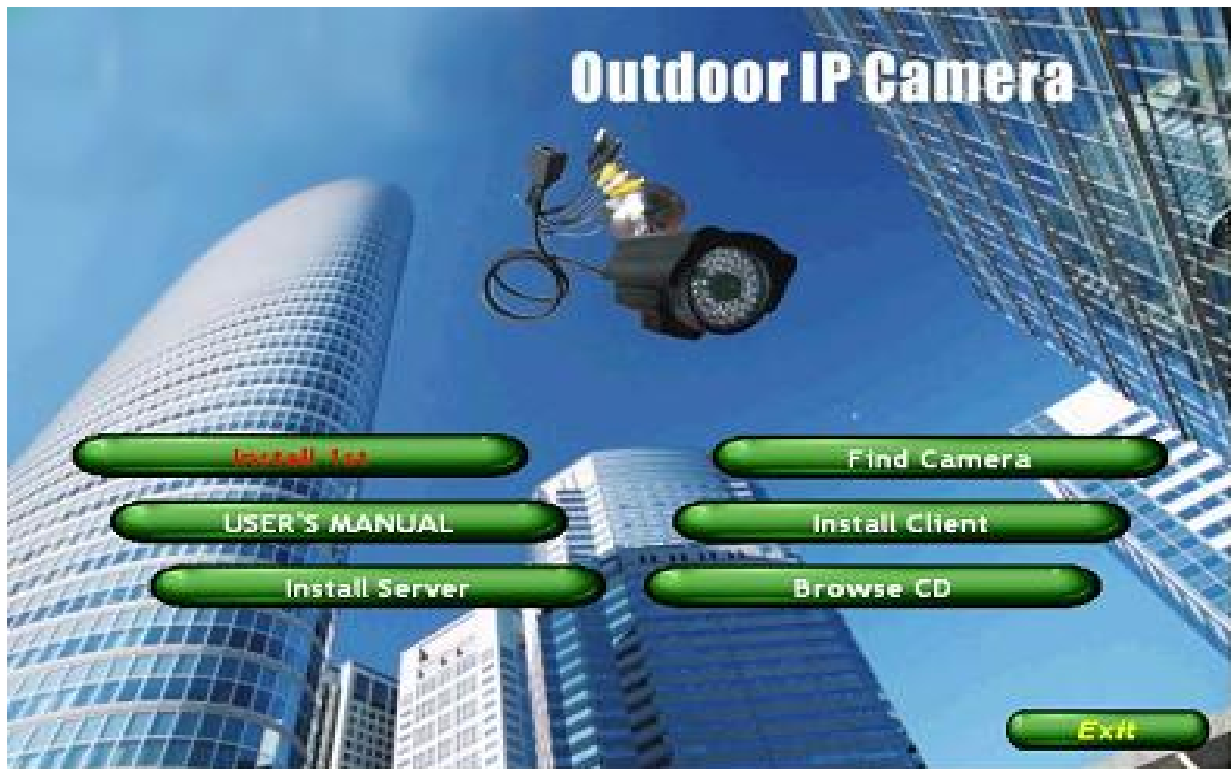 Outdoor IP Camera
Install 1st
Find Camera
USER'S MANUAL
Install Client
Install Server
Browse CD
Exit